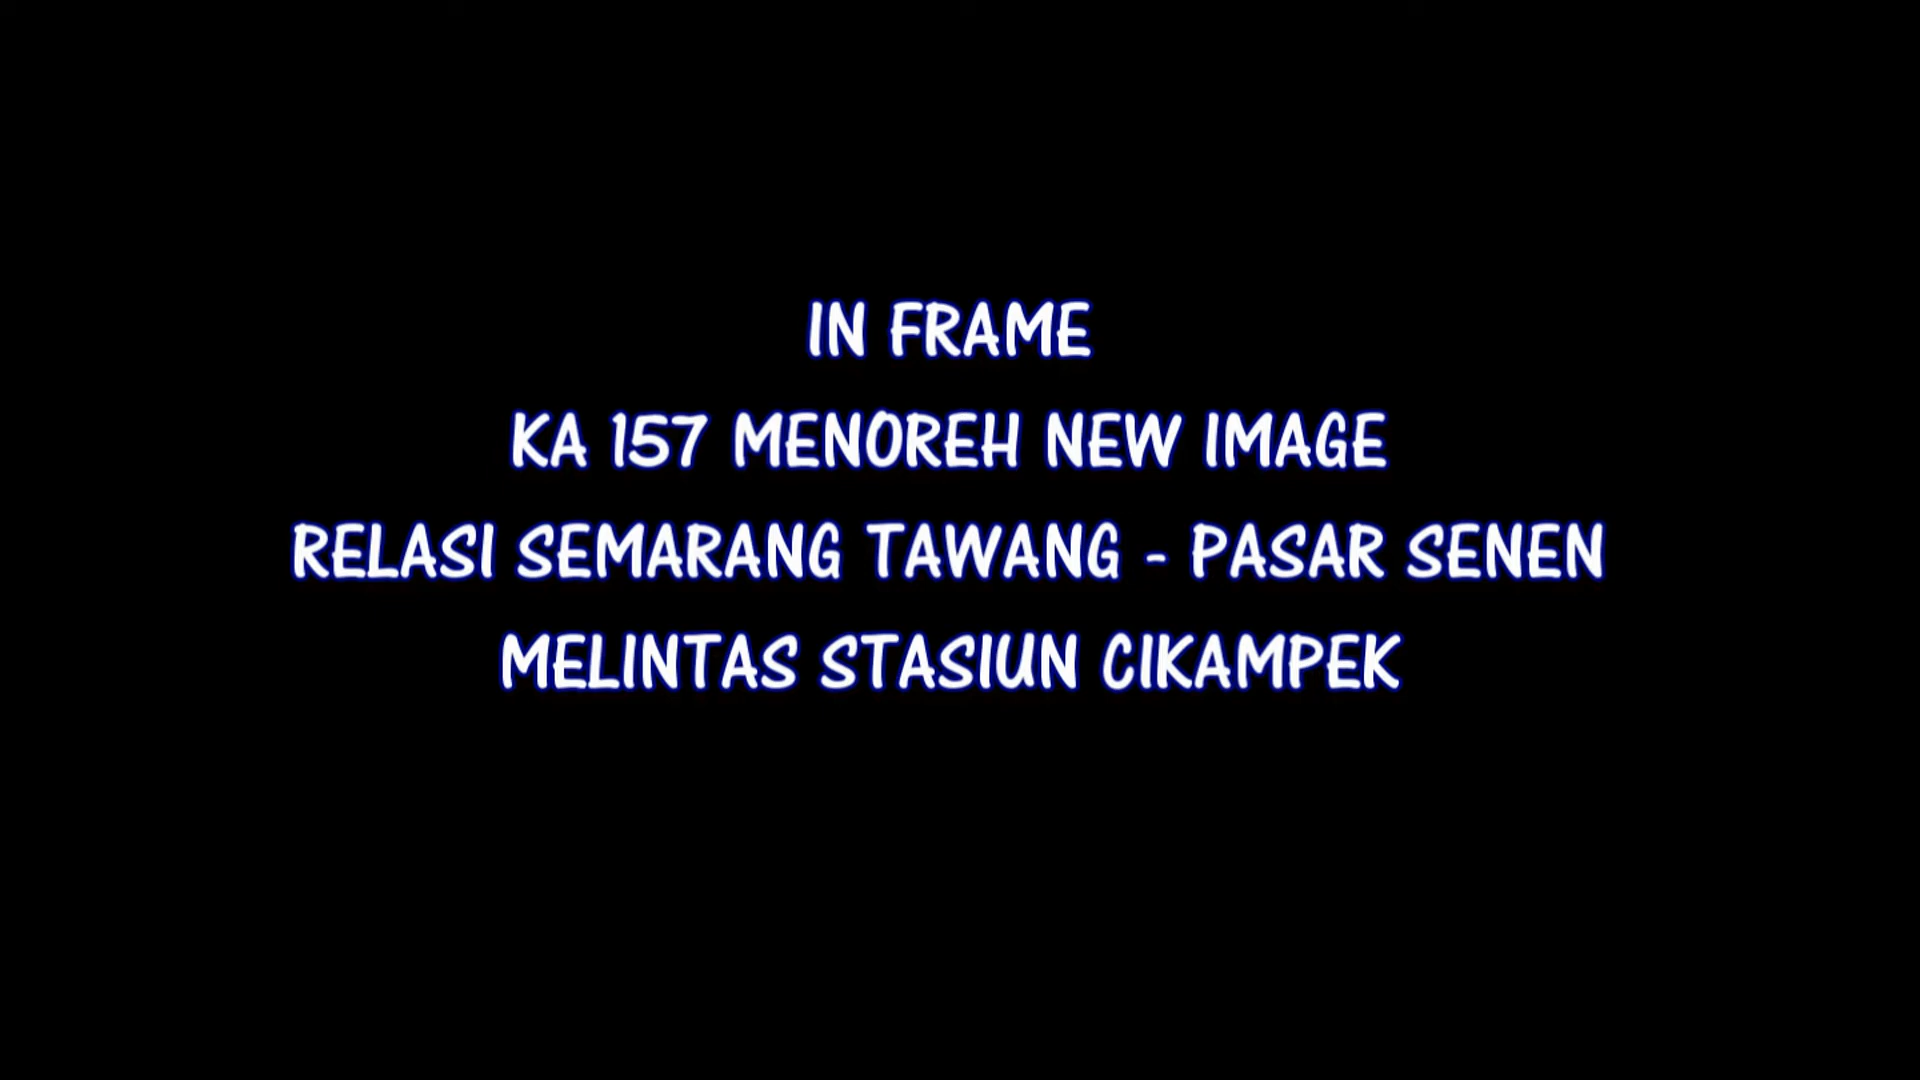 IN FRAME
KA 157 MENOREH NEW IMAGE
RELASI SEMARANG TAWANG - PASAR SENEN
MELINTAS STASIUN CIKAMPEK